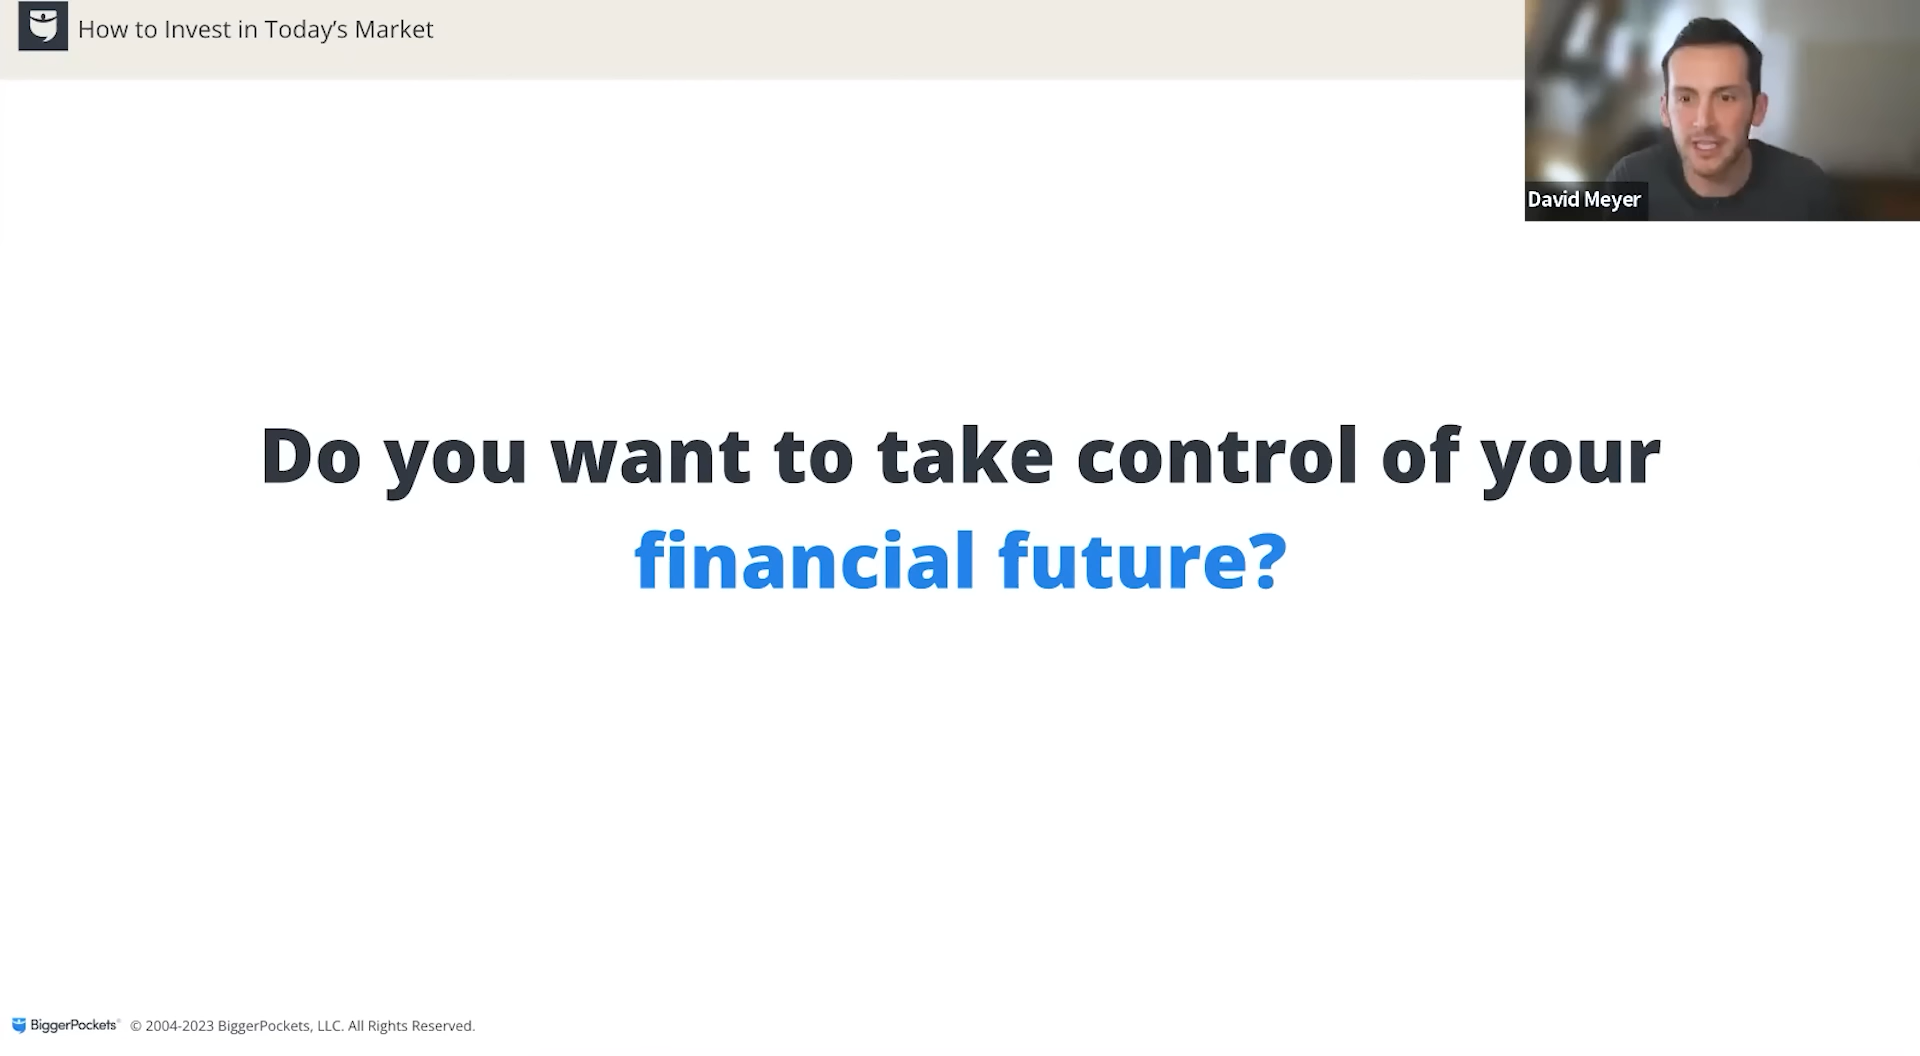 How to Invest in Today’s Market
David Meyer
Do you want to take control of your
financial future?
BiggerPockets® © 2004-2023 BiggerPockets, LLC. All Rights Reserved.